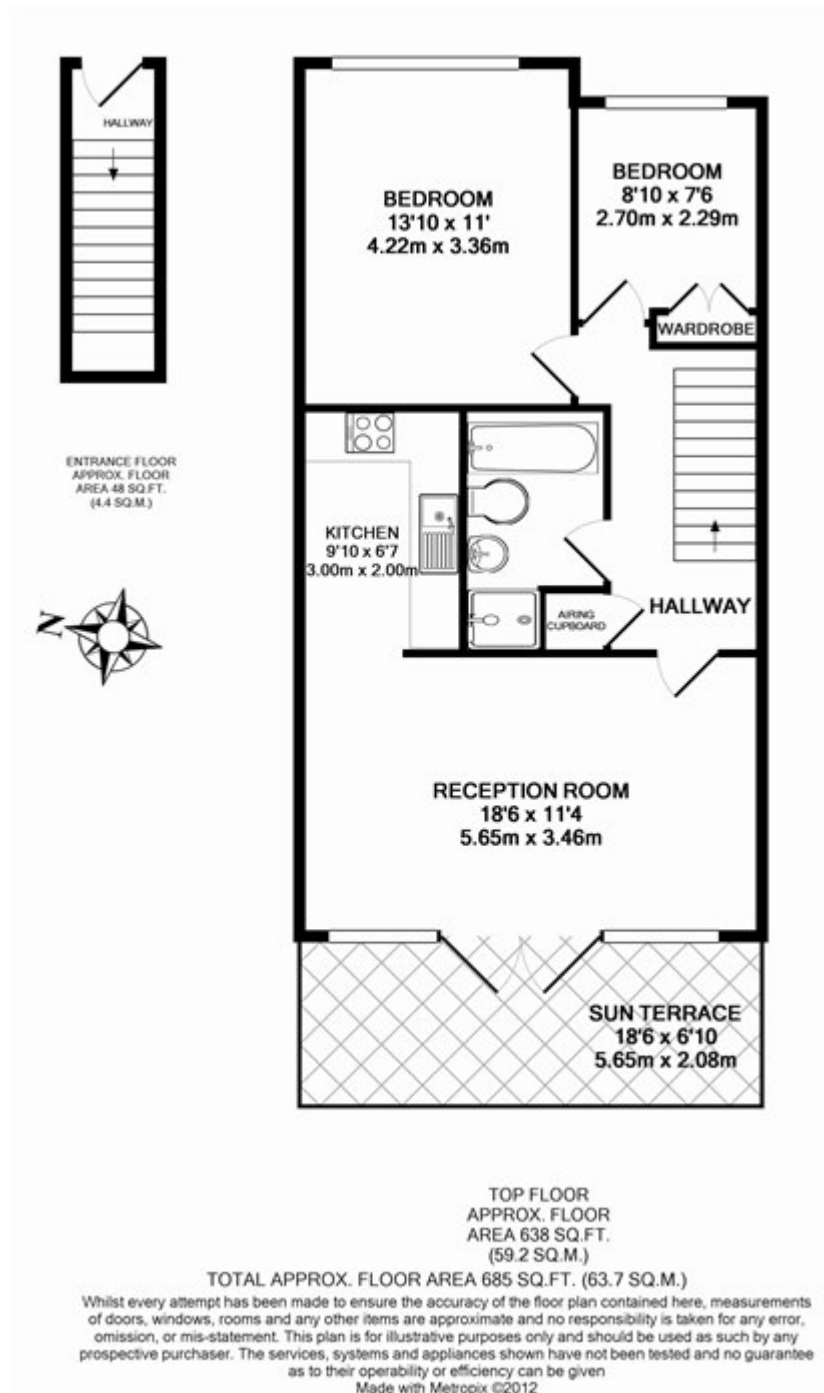 HALLWAY
BEDROOM
13'10 x 11'
4.22m x 3.36m
BEDROOM
8'10 x 7'6
2.70m x 2.29m
WARDROBE
ENTRANCE FLOOR
APPROX. FLOOR
AREA 48 SQ.FT.
(4.4 SQ.M.)
KITCHEN
9'10 x 6'7
3.00m x 2.00m
N
HALLWAY
AIRING
CUPBOARD
RECEPTION ROOM
18'6 x 11'4
5.65m x 3.46m
SUN TERRACE
18'6 x 6'10
5.65m x 2.08m
TOP FLOOR
APPROX. FLOOR
AREA 638 SQ.FT.
(59.2 SQ.M.)
TOTAL APPROX. FLOOR AREA 685 SQ.FT. (63.7 SQ.M.)
Whilst every attempt has been made to ensure the accuracy of the floor plan contained here, measurements
of doors, windows, rooms and any other items are approximate and no responsibility is taken for any error,
omission, or mis-statement. This plan is for illustrative purposes only and should be used as such by any
prospective purchaser. The services, systems and appliances shown have not been tested and no guarantee
as to their operability or efficiency can be given
Made with Metropix ©2012